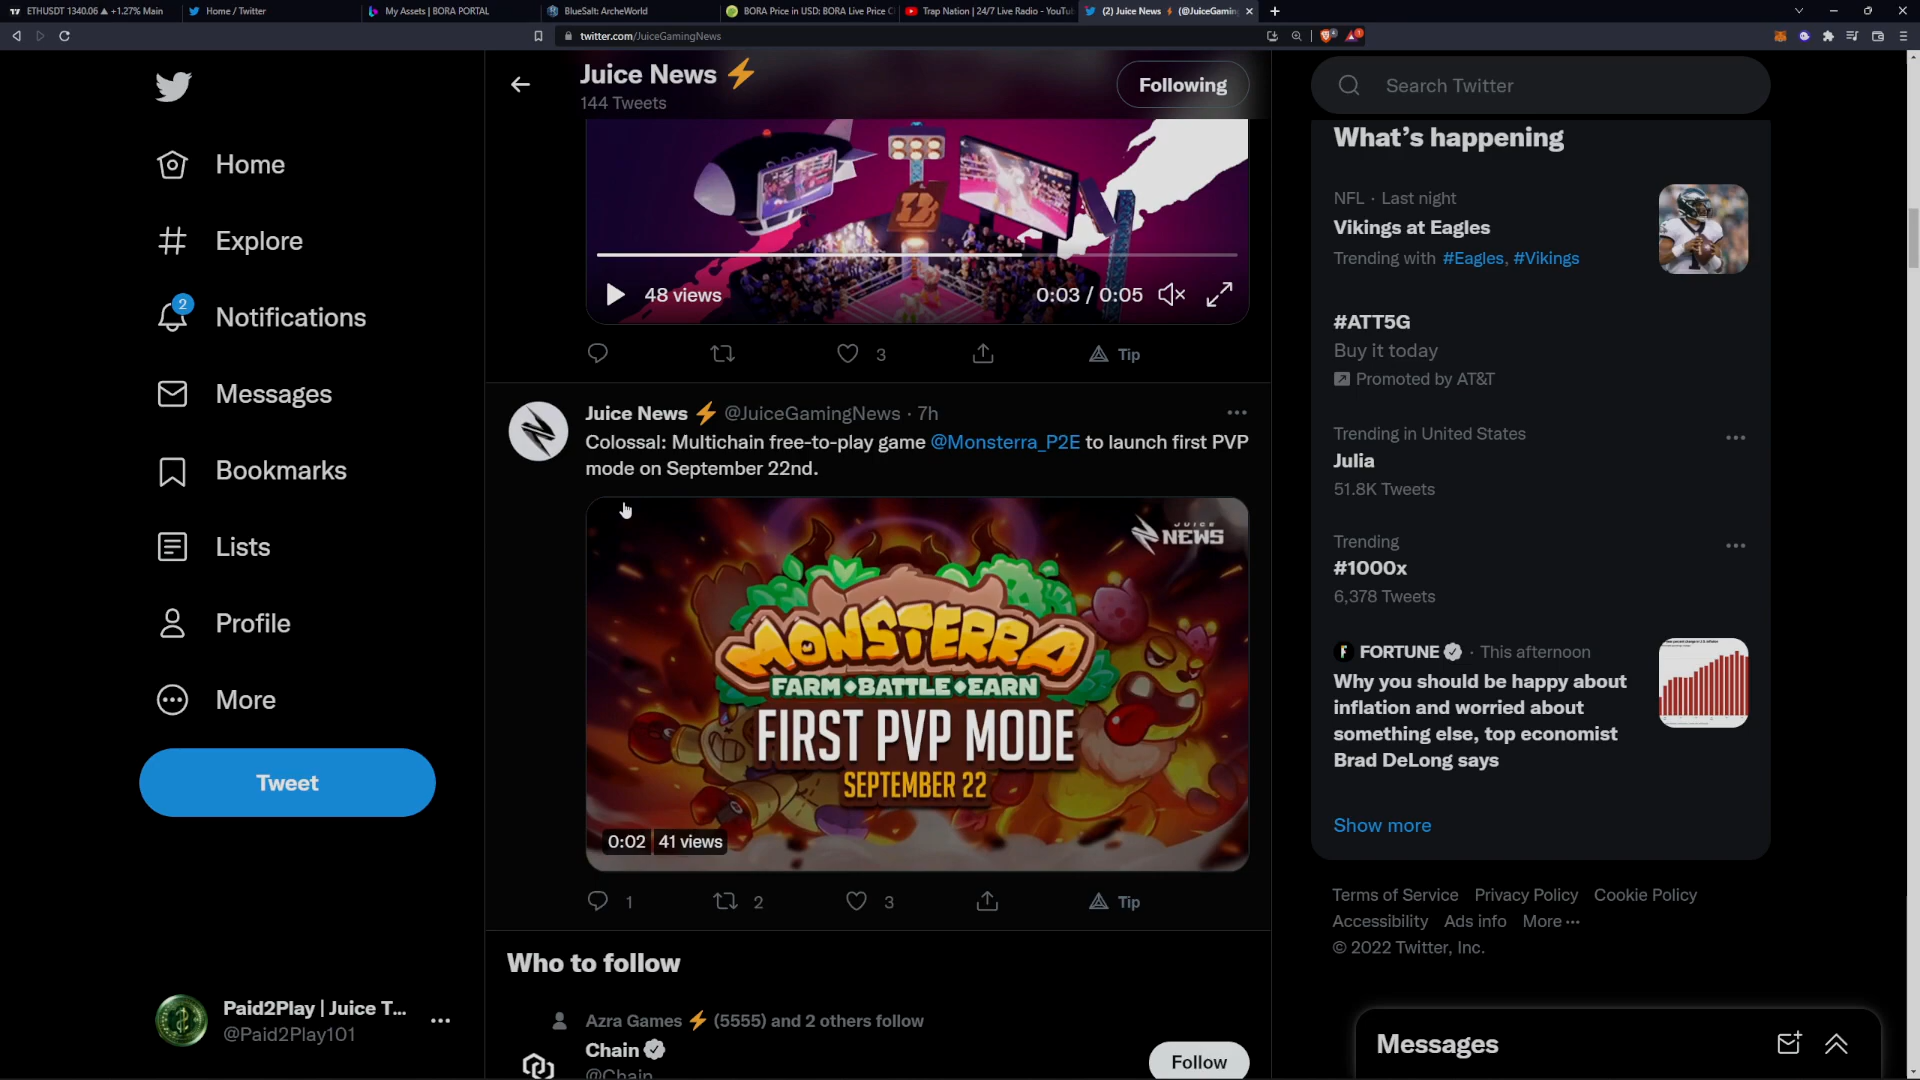 ETHUSDT 1340.06 ▲ +1.27% Main
Home / Twitter
My Assets | BORA PORTAL
BlueSalt: ArcheWorld
BORA Price in USD: BORA Live Price C
Trap Nation | 24/7 Live Radio - YouTu
(2) Juice News ⚡ (@JuiceGamin
twitter.com/JuiceGamingNews
Home
Explore
2
Notifications
Messages
Bookmarks
Lists
Profile
More
Tweet
Paid2Play | Juice T...
@Paid2Play101
Juice News ⚡
144 Tweets
Following
48 views
0:03 / 0:05
3
Tip
Juice News ⚡ @JuiceGamingNews · 7h
Colossal: Multichain free-to-play game @Monsterra_P2E to launch first PVP
mode on September 22nd.
JUICE
NEWS
MONSTERRA
FARM◆BATTLE◆EARN
FIRST PVP MODE
SEPTEMBER 22
0:02 41 views
1
2
3
Tip
Who to follow
Azra Games ⚡ (5555) and 2 others follow
Chain
@Chain
Follow
Search Twitter
What's happening
NFL · Last night
Vikings at Eagles
Trending with #Eagles, #Vikings
#ATT5G
Buy it today
Promoted by AT&T
Trending in United States
Julia
51.8K Tweets
Trending
#1000x
6,378 Tweets
FORTUNE · This afternoon
Why you should be happy about
inflation and worried about
something else, top economist
Brad DeLong says
Show more
Terms of Service Privacy Policy Cookie Policy
Accessibility Ads info More ···
© 2022 Twitter, Inc.
Messages